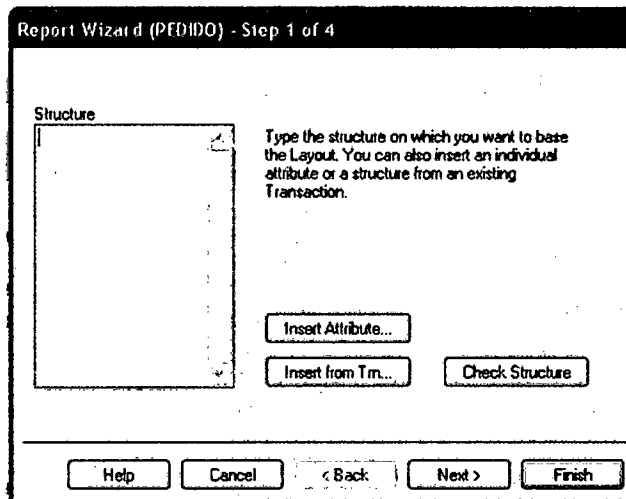 Report Wizard (PEDIDO) - Step 1 of 4
Structure
Type the structure on which you want to base
the Layout. You can also insert an individual
attribute or a structure from an existing
Transaction.
Insert Attribute...
Insert from Trn...
Check Structure
Help
Cancel
< Back
Next >
Finish